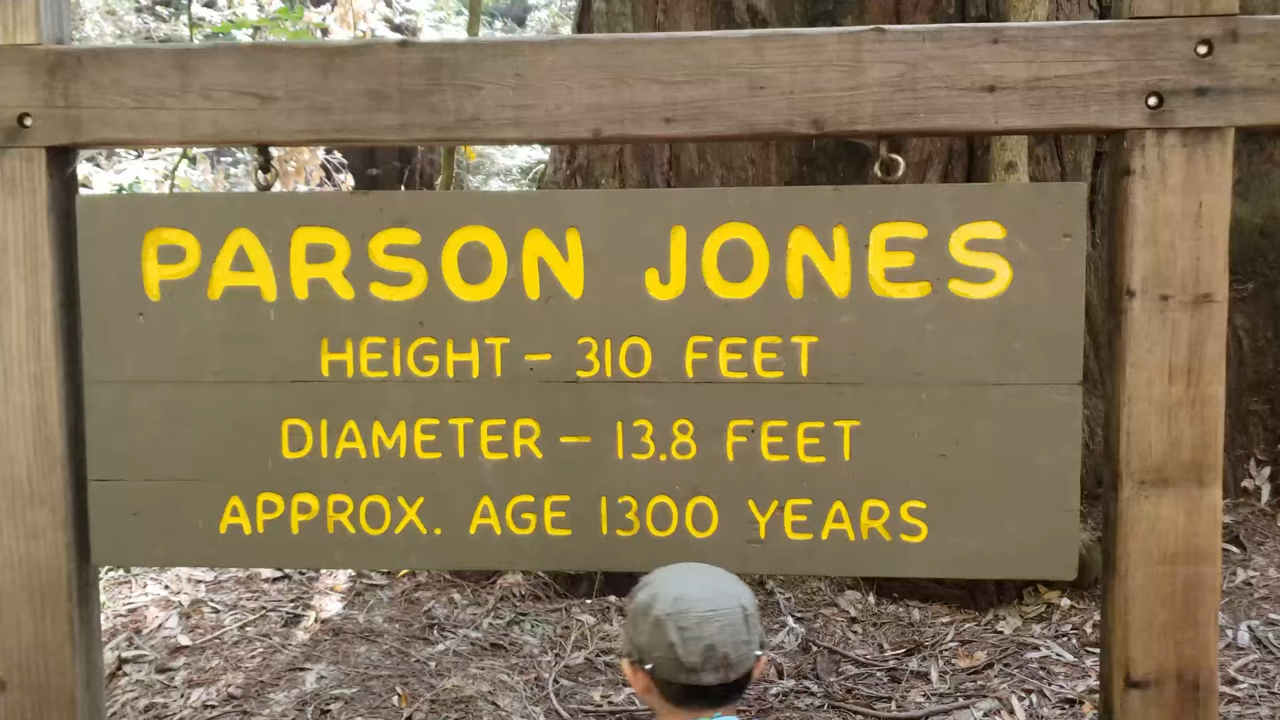 PARSON JONES
HEIGHT – 310 FEET
DIAMETER – 13.8 FEET
APPROX. AGE 1300 YEARS